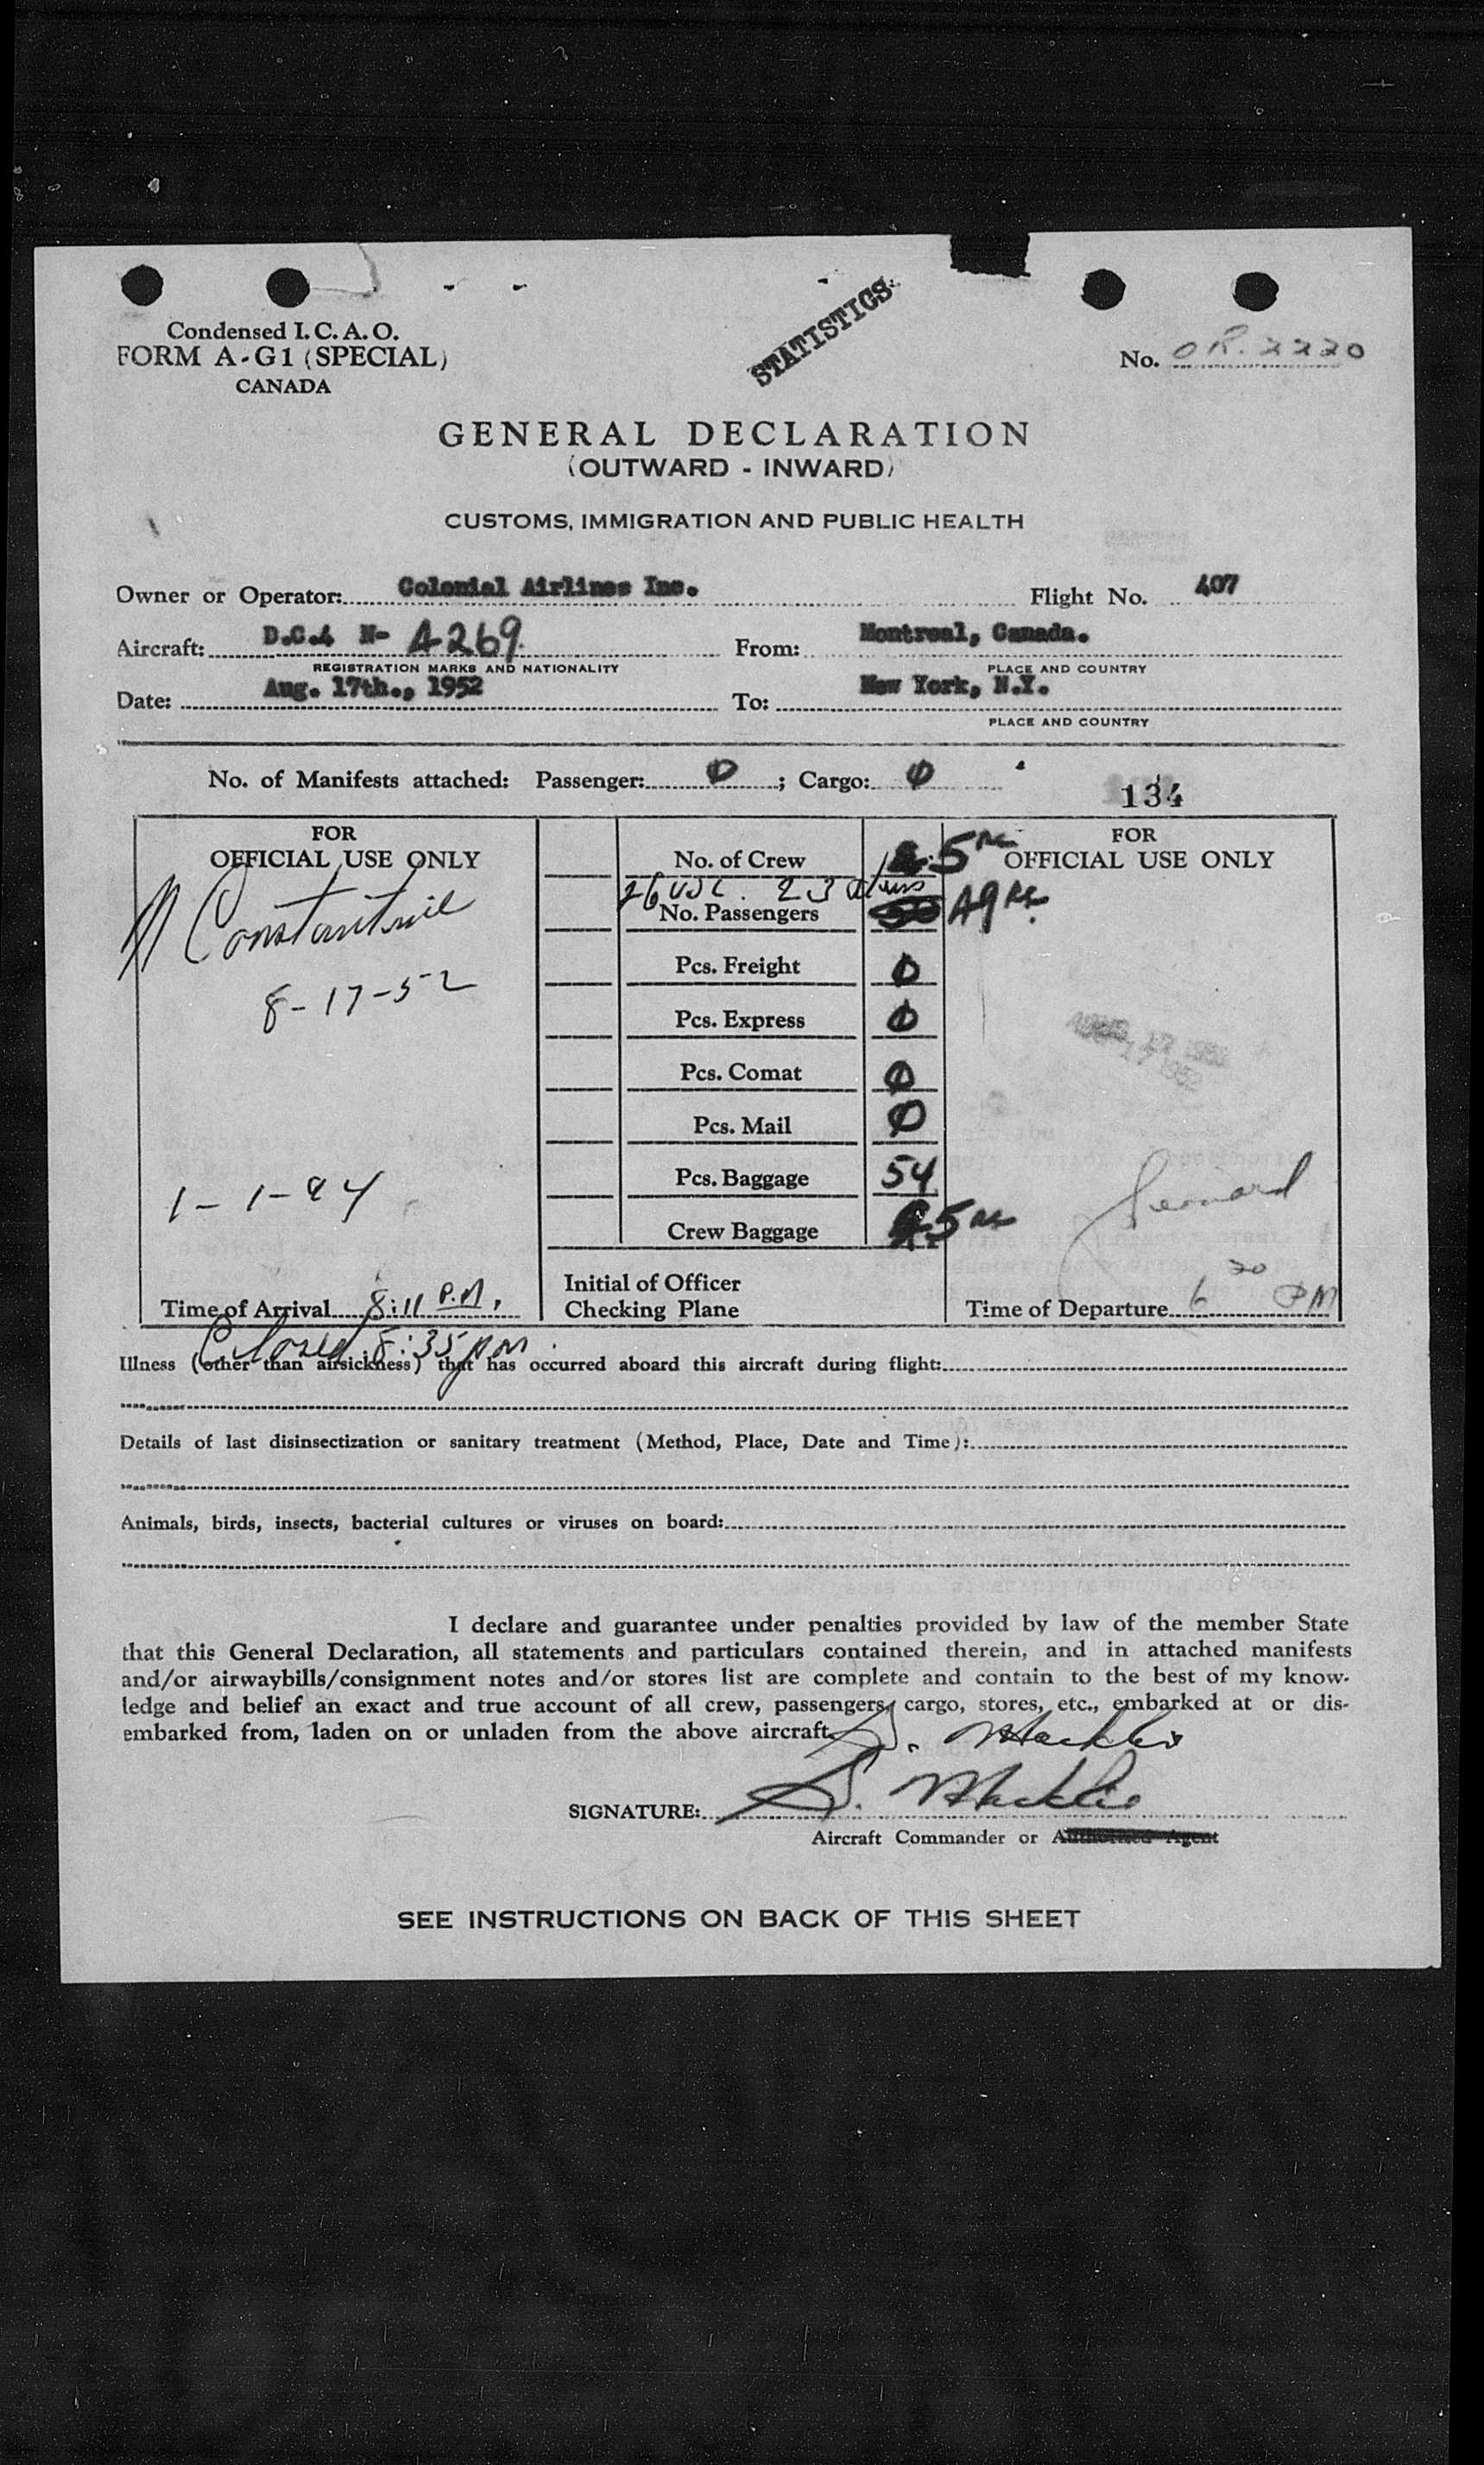 Condensed I. C. A. O.
FORM A-G1 (SPECIAL)
CANADA
STATISTICS
No. OR. 2220
GENERAL DECLARATION
(OUTWARD - INWARD)
CUSTOMS, IMMIGRATION AND PUBLIC HEALTH
Owner or Operator: Colonial Airlines Inc. Flight No. 407
Aircraft: D.C.4 N- A269 From: Montreal, Canada.
REGISTRATION MARKS AND NATIONALITY PLACE AND COUNTRY
Date: Aug. 17th., 1952 To: New York, N.Y.
PLACE AND COUNTRY
No. of Manifests attached: Passenger: 0 ; Cargo: 0
134
FOR
OFFICIAL USE ONLY
Constantine
8-17-52
Time of Arrival 8:11 P.M.
Closed 8:35 PM
No. of Crew 5
26 USC. 23 Aliens
No. Passengers 49
Pcs. Freight 0
Pcs. Express 0
Pcs. Comat 0
Pcs. Mail 0
Pcs. Baggage 54
Crew Baggage 5
Initial of Officer
Checking Plane
FOR
OFFICIAL USE ONLY
Time of Departure 6 20 PM
Illness (other than airsickness) that has occurred aboard this aircraft during flight:
Details of last disinsectization or sanitary treatment (Method, Place, Date and Time):
Animals, birds, insects, bacterial cultures or viruses on board:
I declare and guarantee under penalties provided by law of the member State
that this General Declaration, all statements and particulars contained therein, and in attached manifests
and/or airwaybills/consignment notes and/or stores list are complete and contain to the best of my know-
ledge and belief an exact and true account of all crew, passengers, cargo, stores, etc., embarked at or dis-
embarked from, laden on or unladen from the above aircraft.
SIGNATURE: S. Macklis
Aircraft Commander or Authorized Agent
SEE INSTRUCTIONS ON BACK OF THIS SHEET